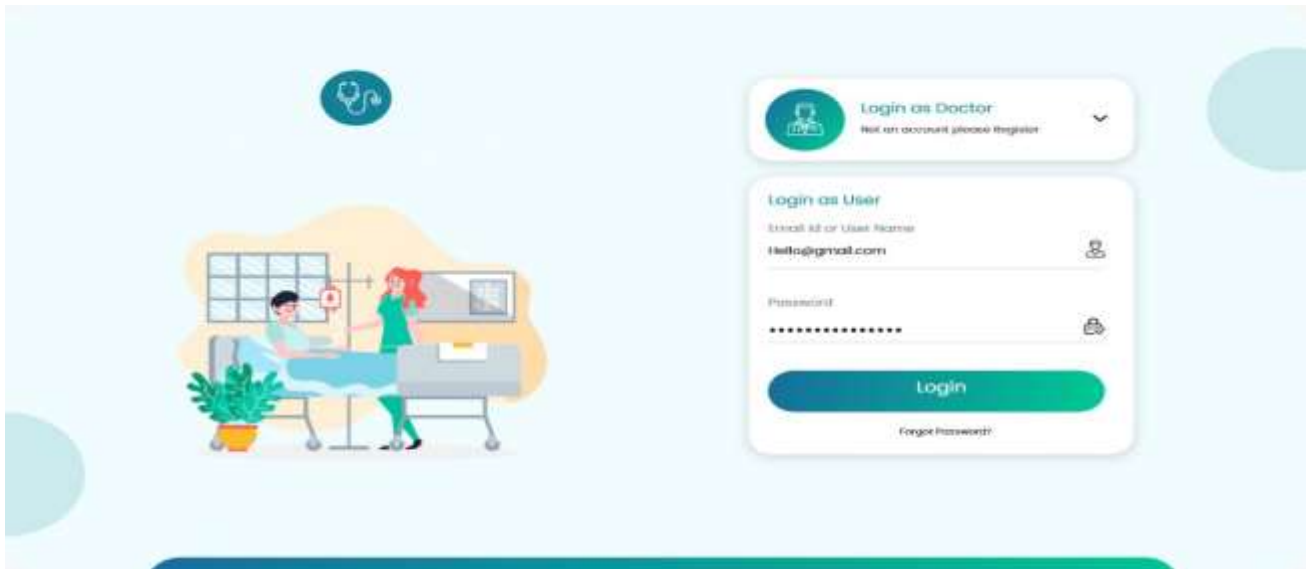 Login as Doctor
Not an account please Register
Login as User
Email Id or User Name
Hello@gmail.com
Password
•••••••••••••••
Login
Forgot Password?